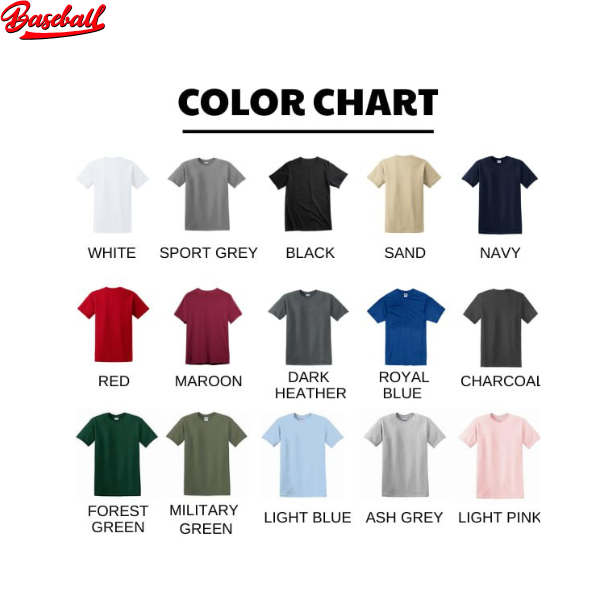 Baseball
COLOR CHART
WHITE SPORT GREY BLACK SAND NAVY
RED MAROON DARK HEATHER ROYAL BLUE CHARCOAL
FOREST GREEN MILITARY GREEN LIGHT BLUE ASH GREY LIGHT PINK